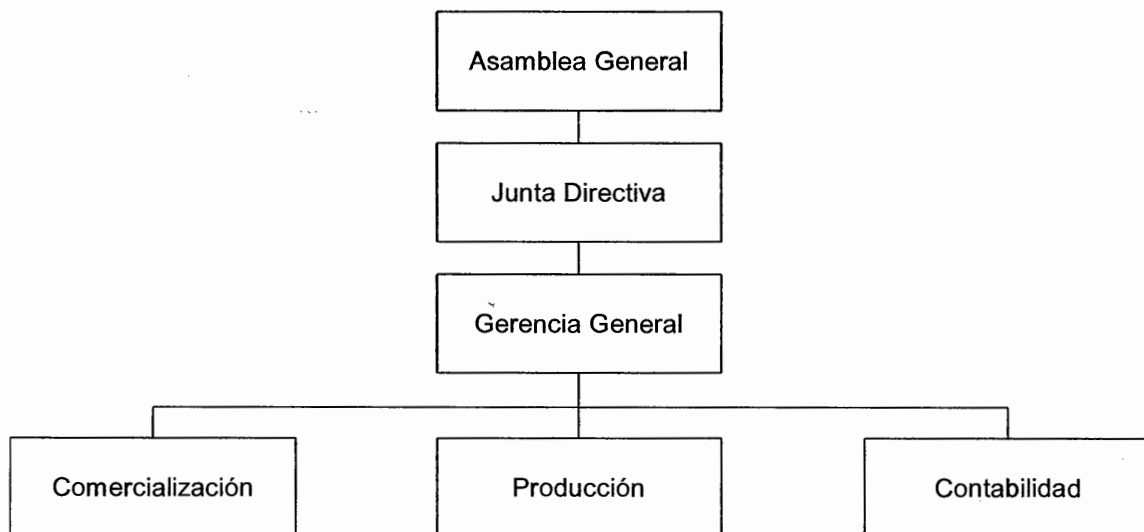 Asamblea General
Junta Directiva
Gerencia General
Comercialización
Producción
Contabilidad